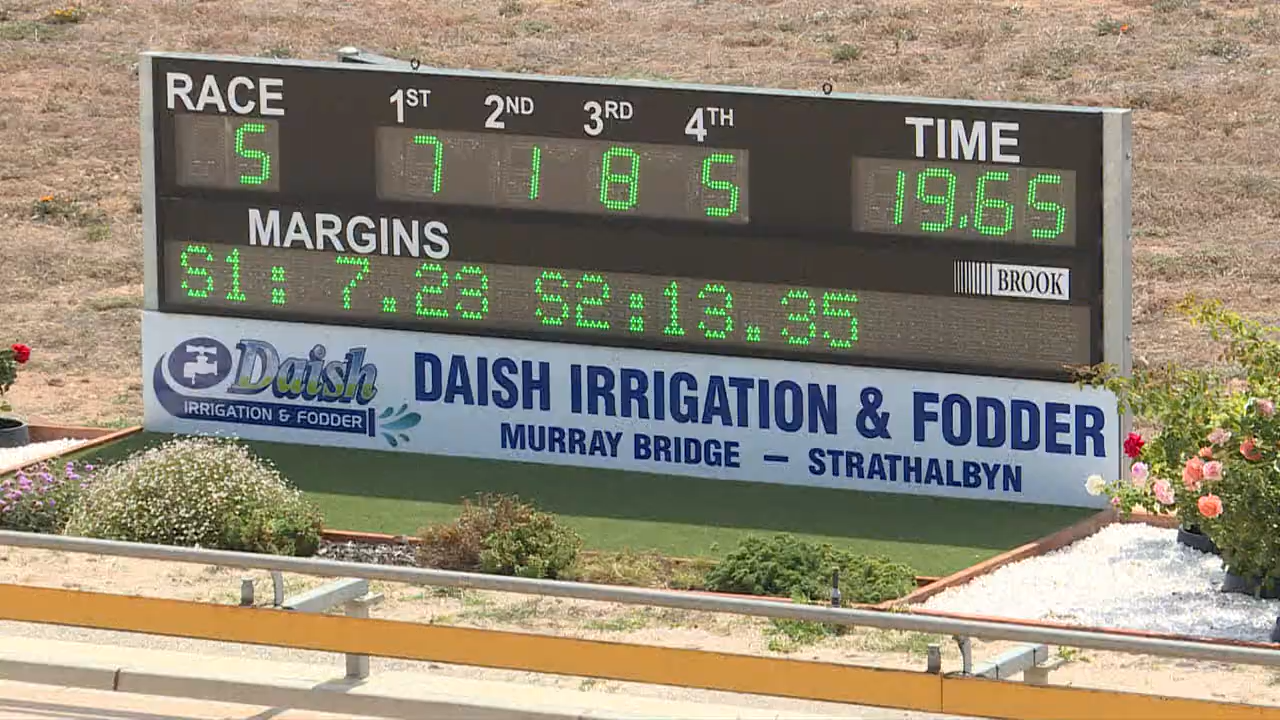 RACE 1ST 2ND 3RD 4TH TIME
5 7 1 8 5 19.65
MARGINS
BROOK
S1: 7.23 S2:13.35
Daish
IRRIGATION & FODDER
DAISH IRRIGATION & FODDER
MURRAY BRIDGE – STRATHALBYN